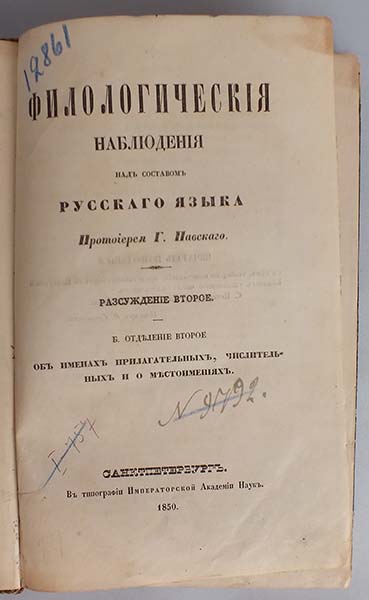 12861
ФИЛОЛОГИЧЕСКІЯ
НАБЛЮДЕНІЯ
НАДЪ СОСТАВОМЪ
РУССКАГО ЯЗЫКА
Протоіерея Г. Павскаго.
РАЗСУЖДЕНІЕ ВТОРОЕ.
Б. ОТДѢЛЕНІЕ ВТОРОЕ
ОБЪ ИМЕНАХЪ ПРИЛАГАТЕЛЬНЫХЪ, ЧИСЛИТЕЛЬ-
НЫХЪ И О МѢСТОИМЕНІЯХЪ.
N 9792.
I-757
САНКТПЕТЕРБУРГЪ.
Въ типографіи Императорской Академіи Наукъ.
1850.